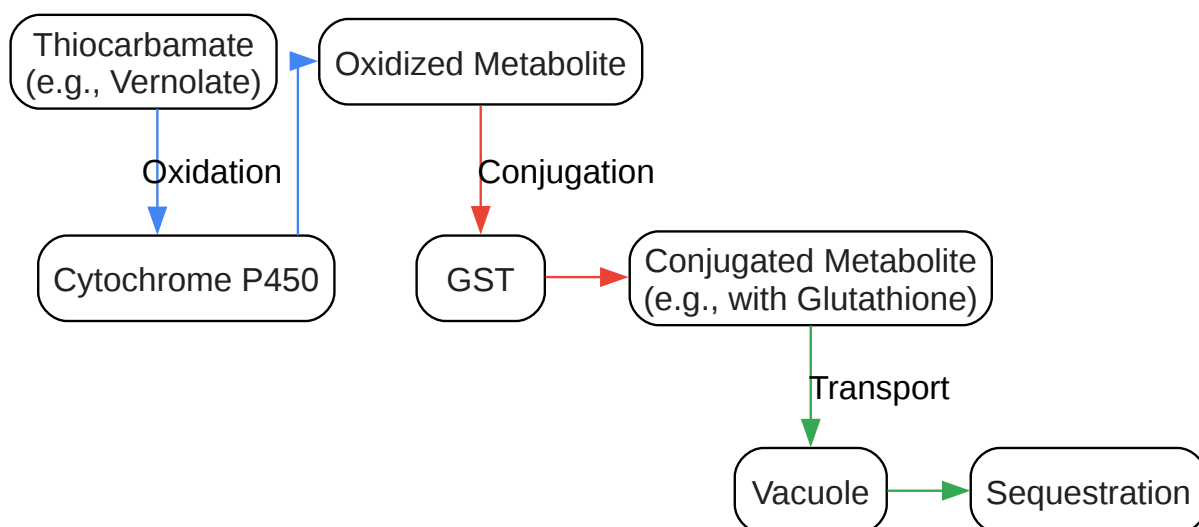 Thiocarbamate
(e.g., Vernolate)
Oxidized Metabolite
Oxidation
Conjugation
Cytochrome P450
GST
Conjugated Metabolite
(e.g., with Glutathione)
Transport
Vacuole
Sequestration